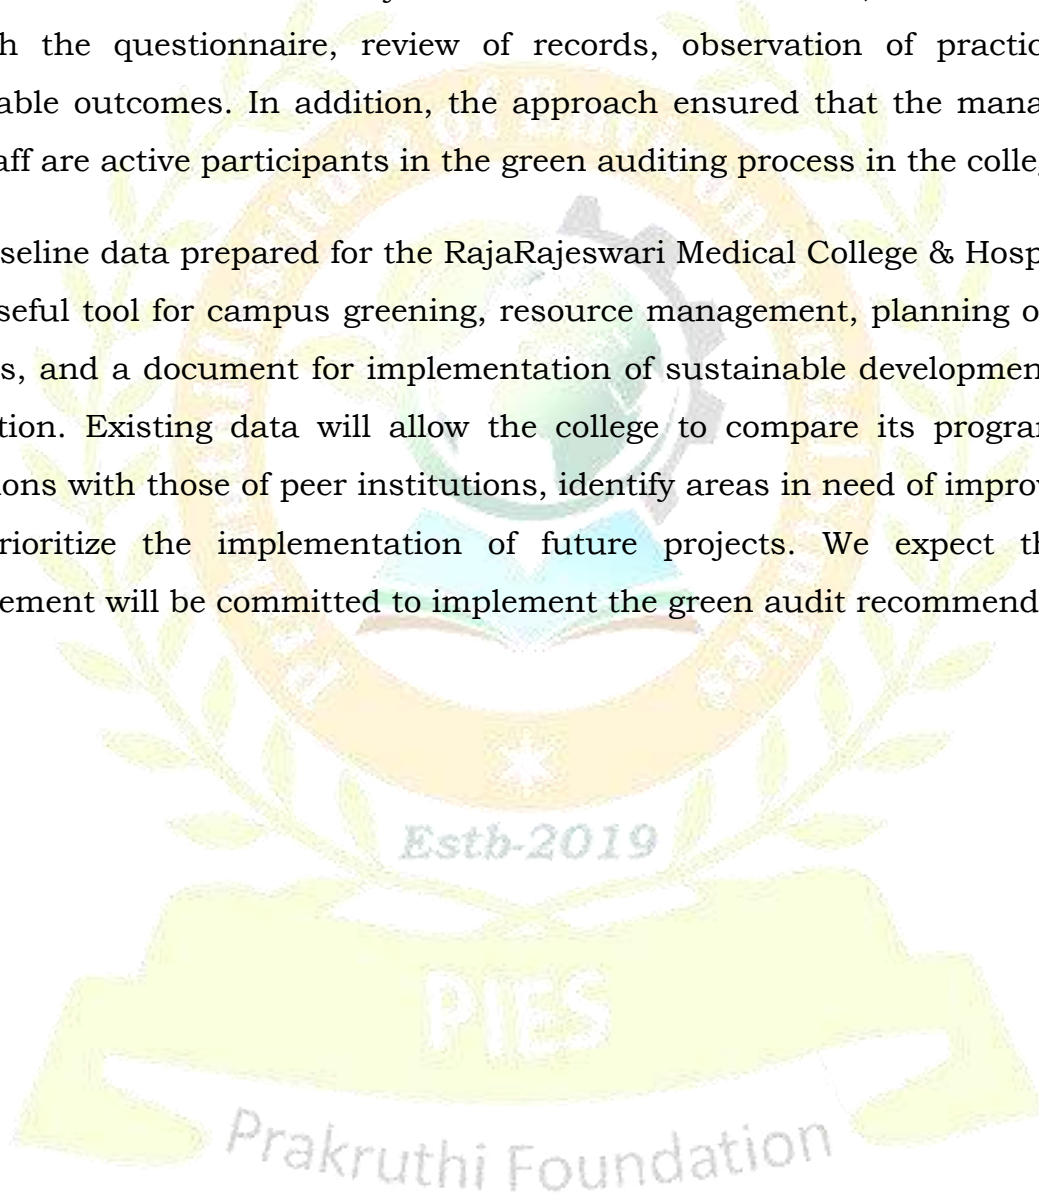 h the questionnaire, review of records, observation of practic
able outcomes. In addition, the approach ensured that the mana
aff are active participants in the green auditing process in the colle
seline data prepared for the RajaRajeswari Medical College & Hosp
seful tool for campus greening, resource management, planning o
s, and a document for implementation of sustainable developmen
tion. Existing data will allow the college to compare its progra
ions with those of peer institutions, identify areas in need of improv
rioritize the implementation of future projects. We expect th
ement will be committed to implement the green audit recommend
Estb-2019
PIES
Prakruthi Foundation